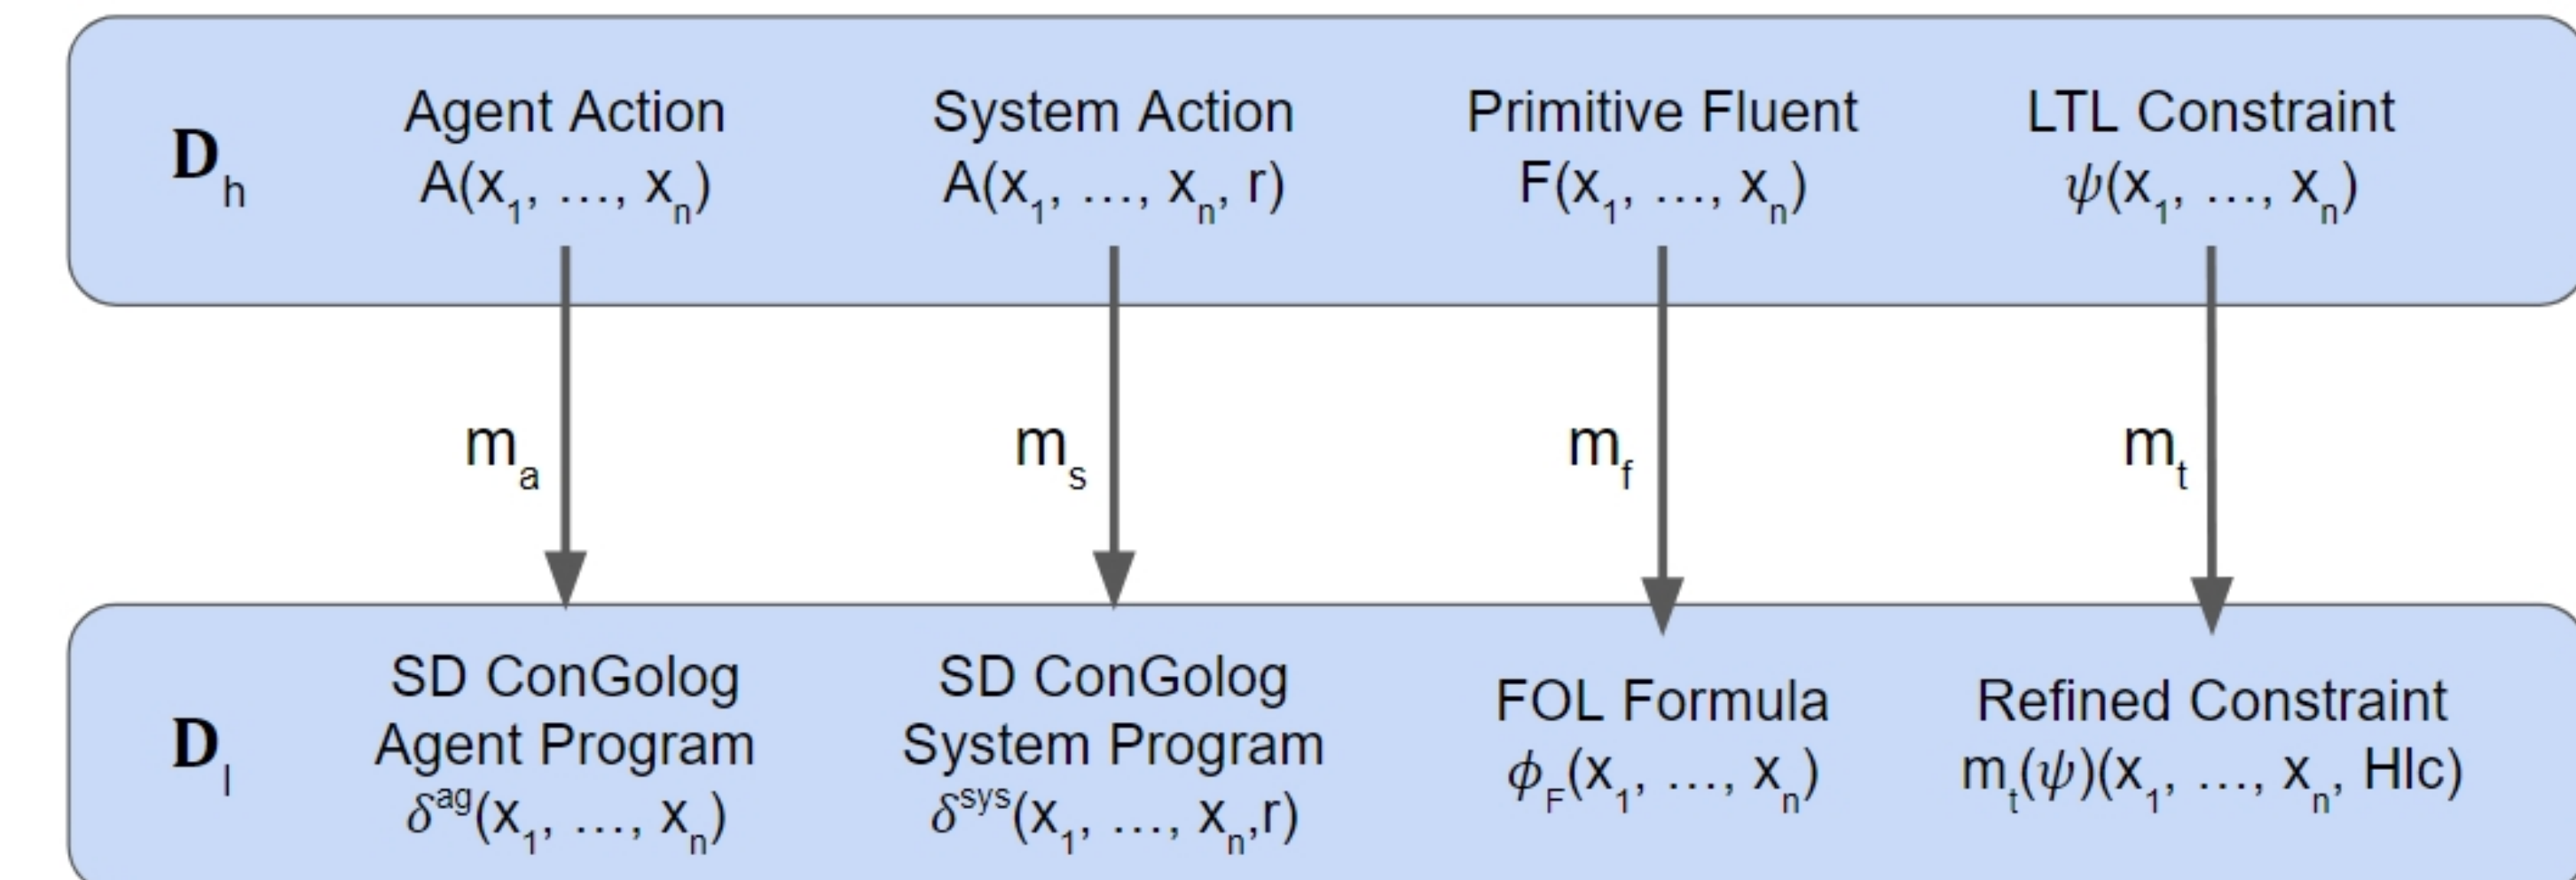 D_h
Agent Action
A(x_1, …, x_n)
System Action
A(x_1, …, x_n, r)
Primitive Fluent
F(x_1, …, x_n)
LTL Constraint
ψ(x_1, …, x_n)
m_a
m_s
m_f
m_t
D_l
SD ConGolog
Agent Program
δ^ag(x_1, …, x_n)
SD ConGolog
System Program
δ^sys(x_1, …, x_n,r)
FOL Formula
ϕ_F(x_1, …, x_n)
Refined Constraint
m_t(ψ)(x_1, …, x_n, Hlc)